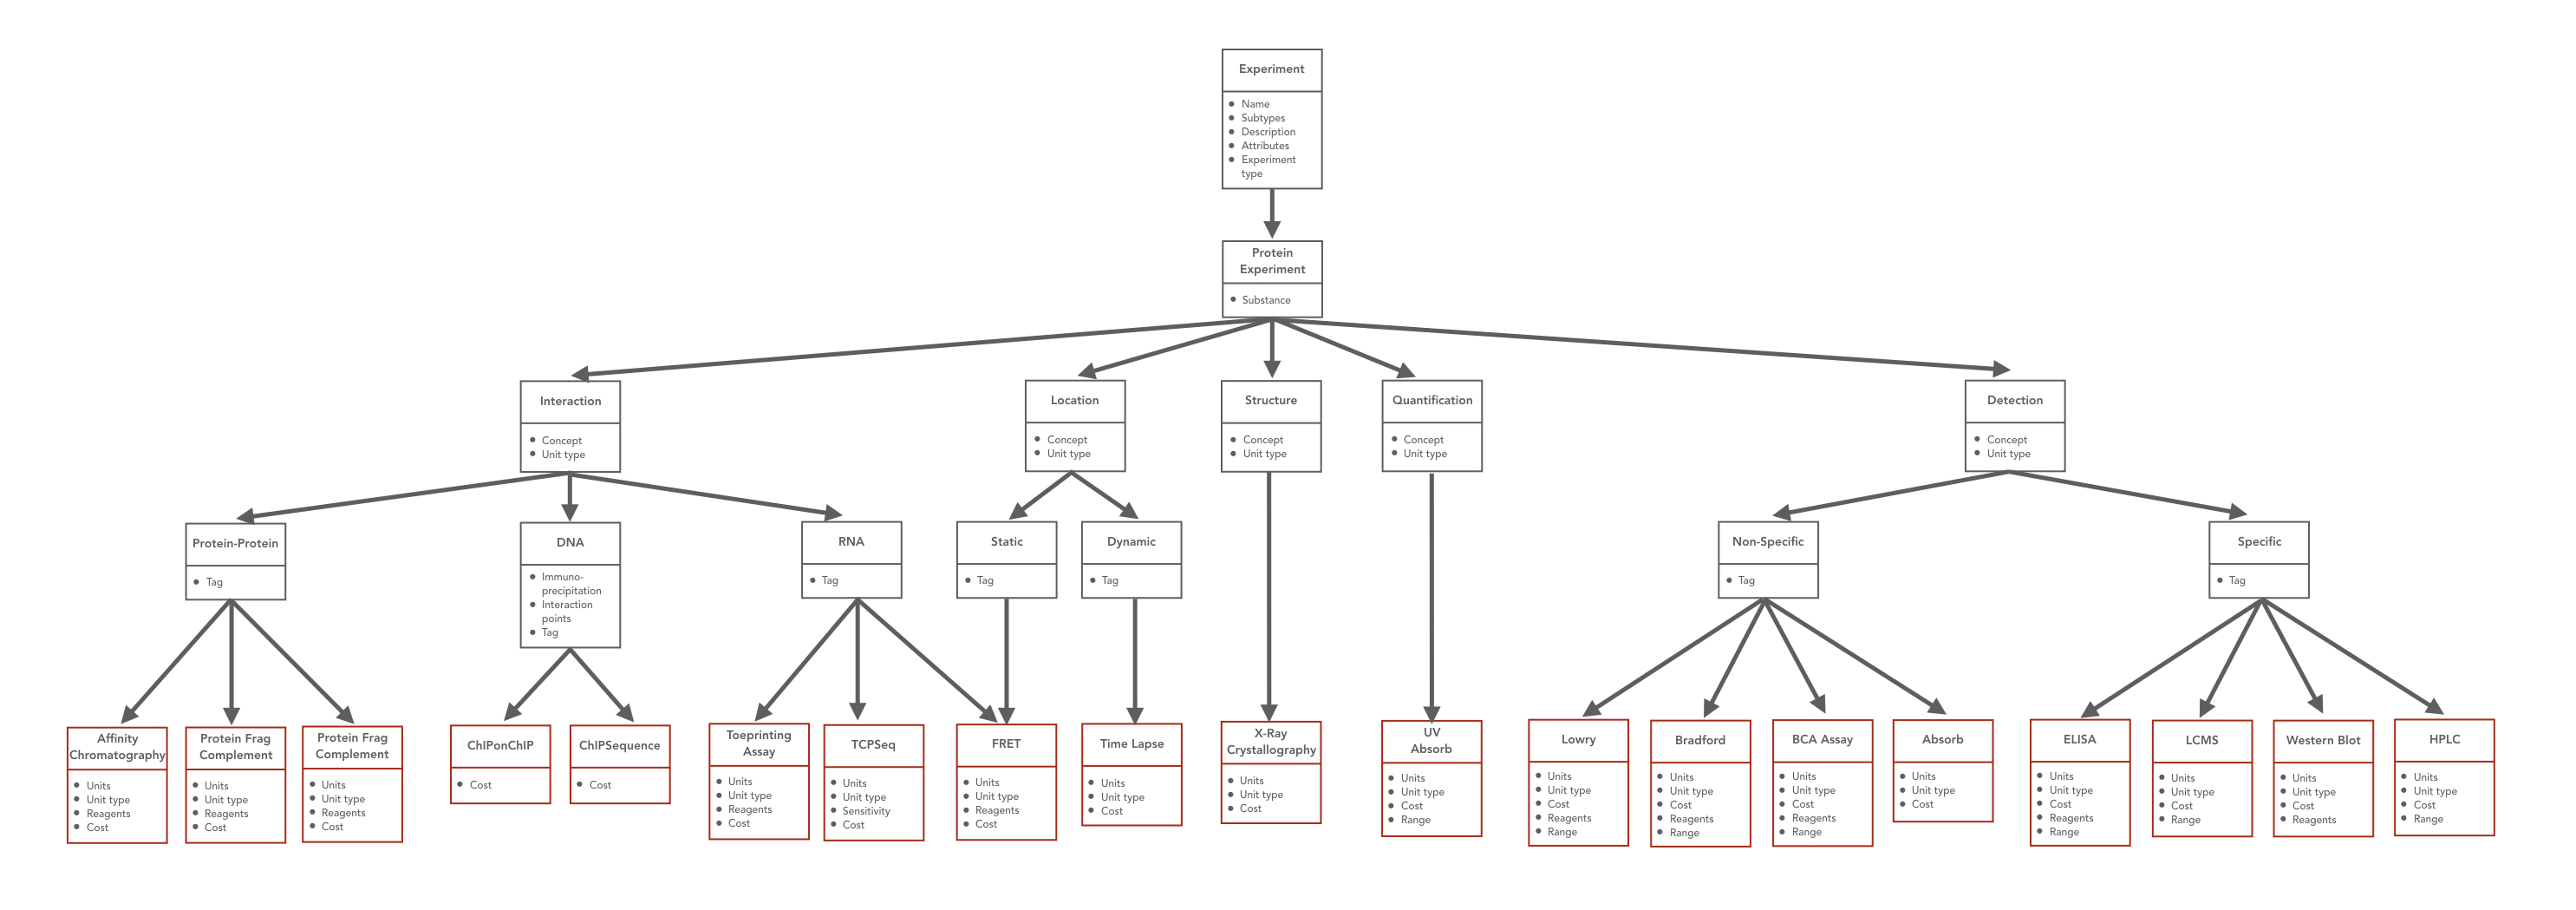 Experiment
● Name
● Subtypes
● Description
● Attributes
● Experiment
type
Protein
Experiment
● Substance
Interaction
● Concept
● Unit type
Location
● Concept
● Unit type
Structure
● Concept
● Unit type
Quantification
● Concept
● Unit type
Detection
● Concept
● Unit type
Protein-Protein
● Tag
DNA
● Immuno-
precipitation
● Interaction
points
● Tag
RNA
● Tag
Static
● Tag
Dynamic
● Tag
Non-Specific
● Tag
Specific
● Tag
Affinity
Chromatography
● Units
● Unit type
● Reagents
● Cost
Protein Frag
Complement
● Units
● Unit type
● Reagents
● Cost
Protein Frag
Complement
● Units
● Unit type
● Reagents
● Cost
ChIPonChIP
● Cost
ChIPSequence
● Cost
Toeprinting
Assay
● Units
● Unit type
● Reagents
● Cost
TCPSeq
● Units
● Unit type
● Sensitivity
● Cost
FRET
● Units
● Unit type
● Reagents
● Cost
Time Lapse
● Units
● Unit type
● Cost
X-Ray
Crystallography
● Units
● Unit type
● Cost
UV
Absorb
● Units
● Unit type
● Cost
● Range
Lowry
● Units
● Unit type
● Cost
● Reagents
● Range
Bradford
● Units
● Unit type
● Cost
● Reagents
● Range
BCA Assay
● Units
● Unit type
● Cost
● Reagents
● Range
Absorb
● Units
● Unit type
● Cost
ELISA
● Units
● Unit type
● Cost
● Reagents
● Range
LCMS
● Units
● Unit type
● Cost
● Range
Western Blot
● Units
● Unit type
● Cost
● Reagents
HPLC
● Units
● Unit type
● Cost
● Range